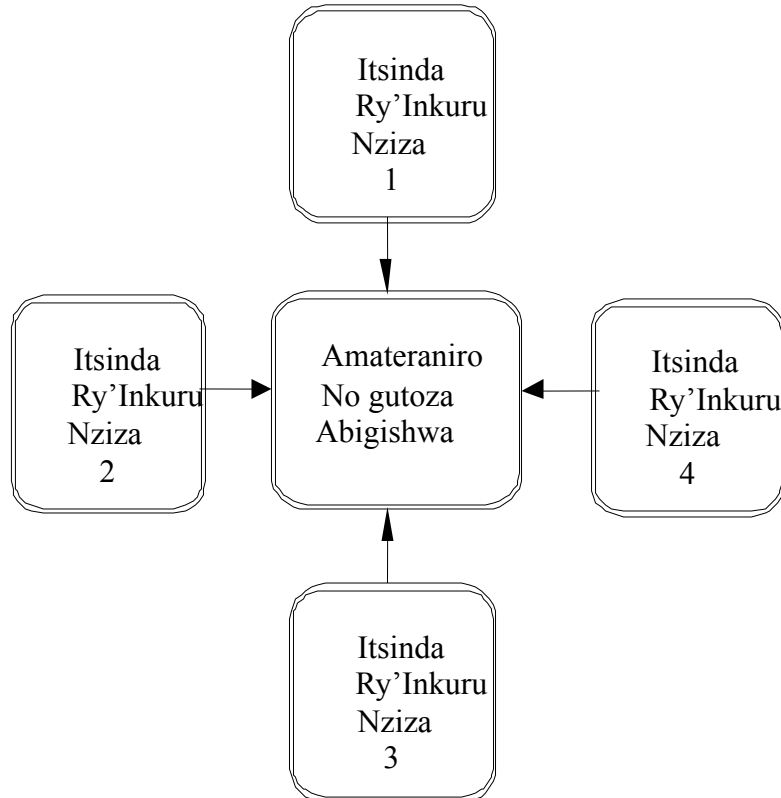 Itsinda
Ry’Inkuru
Nziza
1
Itsinda
Ry’Inkuru
Nziza
2
Amateraniro
No gutoza
Abigishwa
Itsinda
Ry’Inkuru
Nziza
4
Itsinda
Ry’Inkuru
Nziza
3